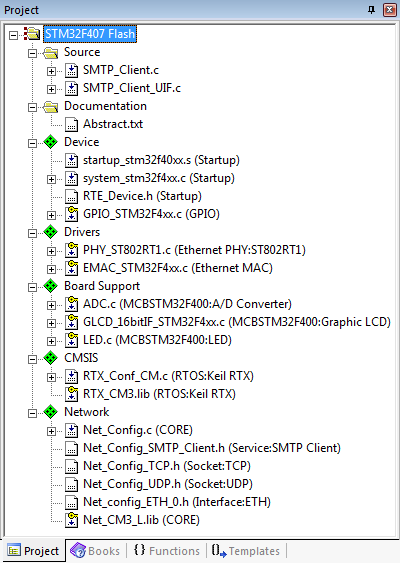 Project
STM32F407 Flash
Source
SMTP_Client.c
SMTP_Client_UIF.c
Documentation
Abstract.txt
Device
startup_stm32f40xx.s (Startup)
system_stm32f4xx.c (Startup)
RTE_Device.h (Startup)
GPIO_STM32F4xx.c (GPIO)
Drivers
PHY_ST802RT1.c (Ethernet PHY:ST802RT1)
EMAC_STM32F4xx.c (Ethernet MAC)
Board Support
ADC.c (MCBSTM32F400:A/D Converter)
GLCD_16bitIF_STM32F4xx.c (MCBSTM32F400:Graphic LCD)
LED.c (MCBSTM32F400:LED)
CMSIS
RTX_Conf_CM.c (RTOS:Keil RTX)
RTX_CM3.lib (RTOS:Keil RTX)
Network
Net_Config.c (CORE)
Net_Config_SMTP_Client.h (Service:SMTP Client)
Net_Config_TCP.h (Socket:TCP)
Net_Config_UDP.h (Socket:UDP)
Net_config_ETH_0.h (Interface:ETH)
Net_CM3_L.lib (CORE)
Project Books {} Functions 0 Templates